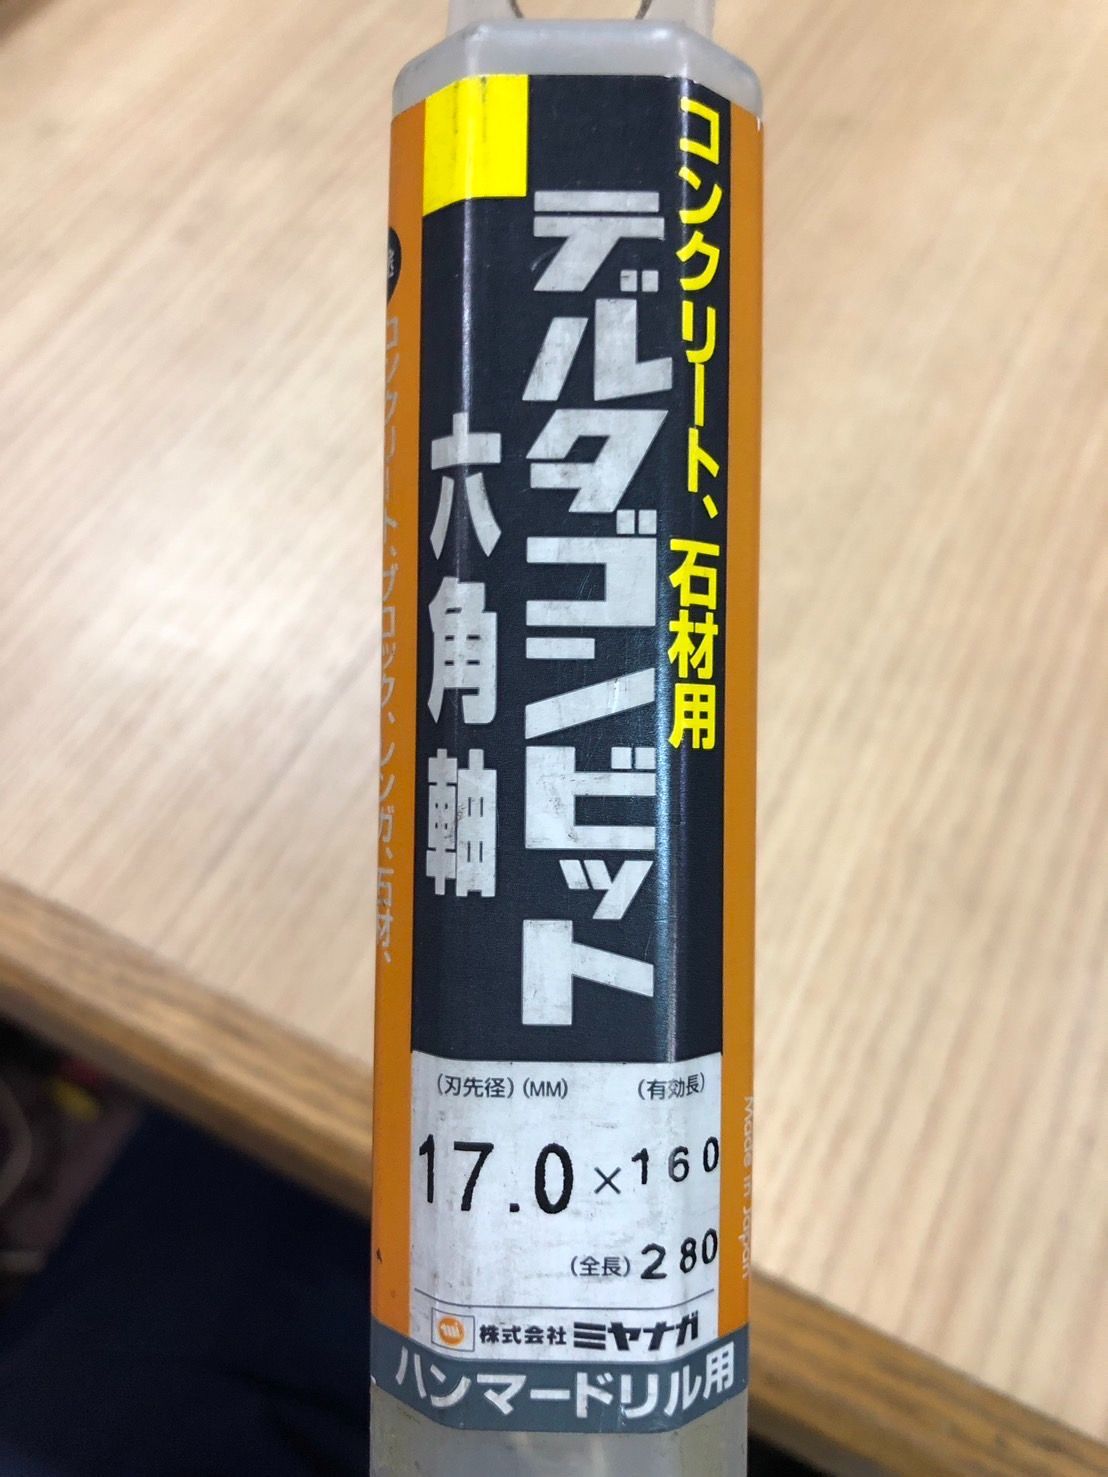 コンクリート、石材用
デルタゴンビット
六角軸
コンクリート、ブロック、レンガ、石材、
(刃先径)(MM) (有効長)
17.0×160
(全長)280
株式会社ミヤナガ
ハンマードリル用
Made in Japan